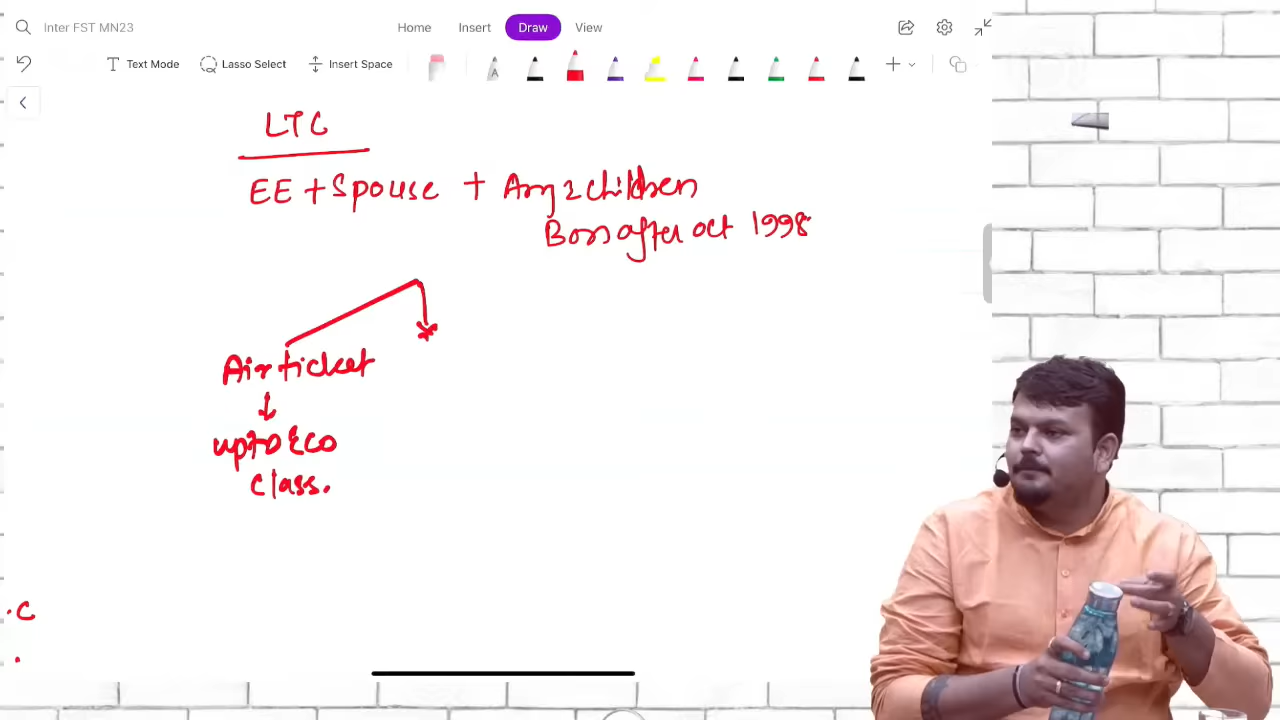 Inter FST MN23
Home Insert Draw View
Text Mode Lasso Select Insert Space
A
LTC
EE + Spouse + Any 2 children
Born after oct 1998
Air ticket
upto Eco
class.
.C